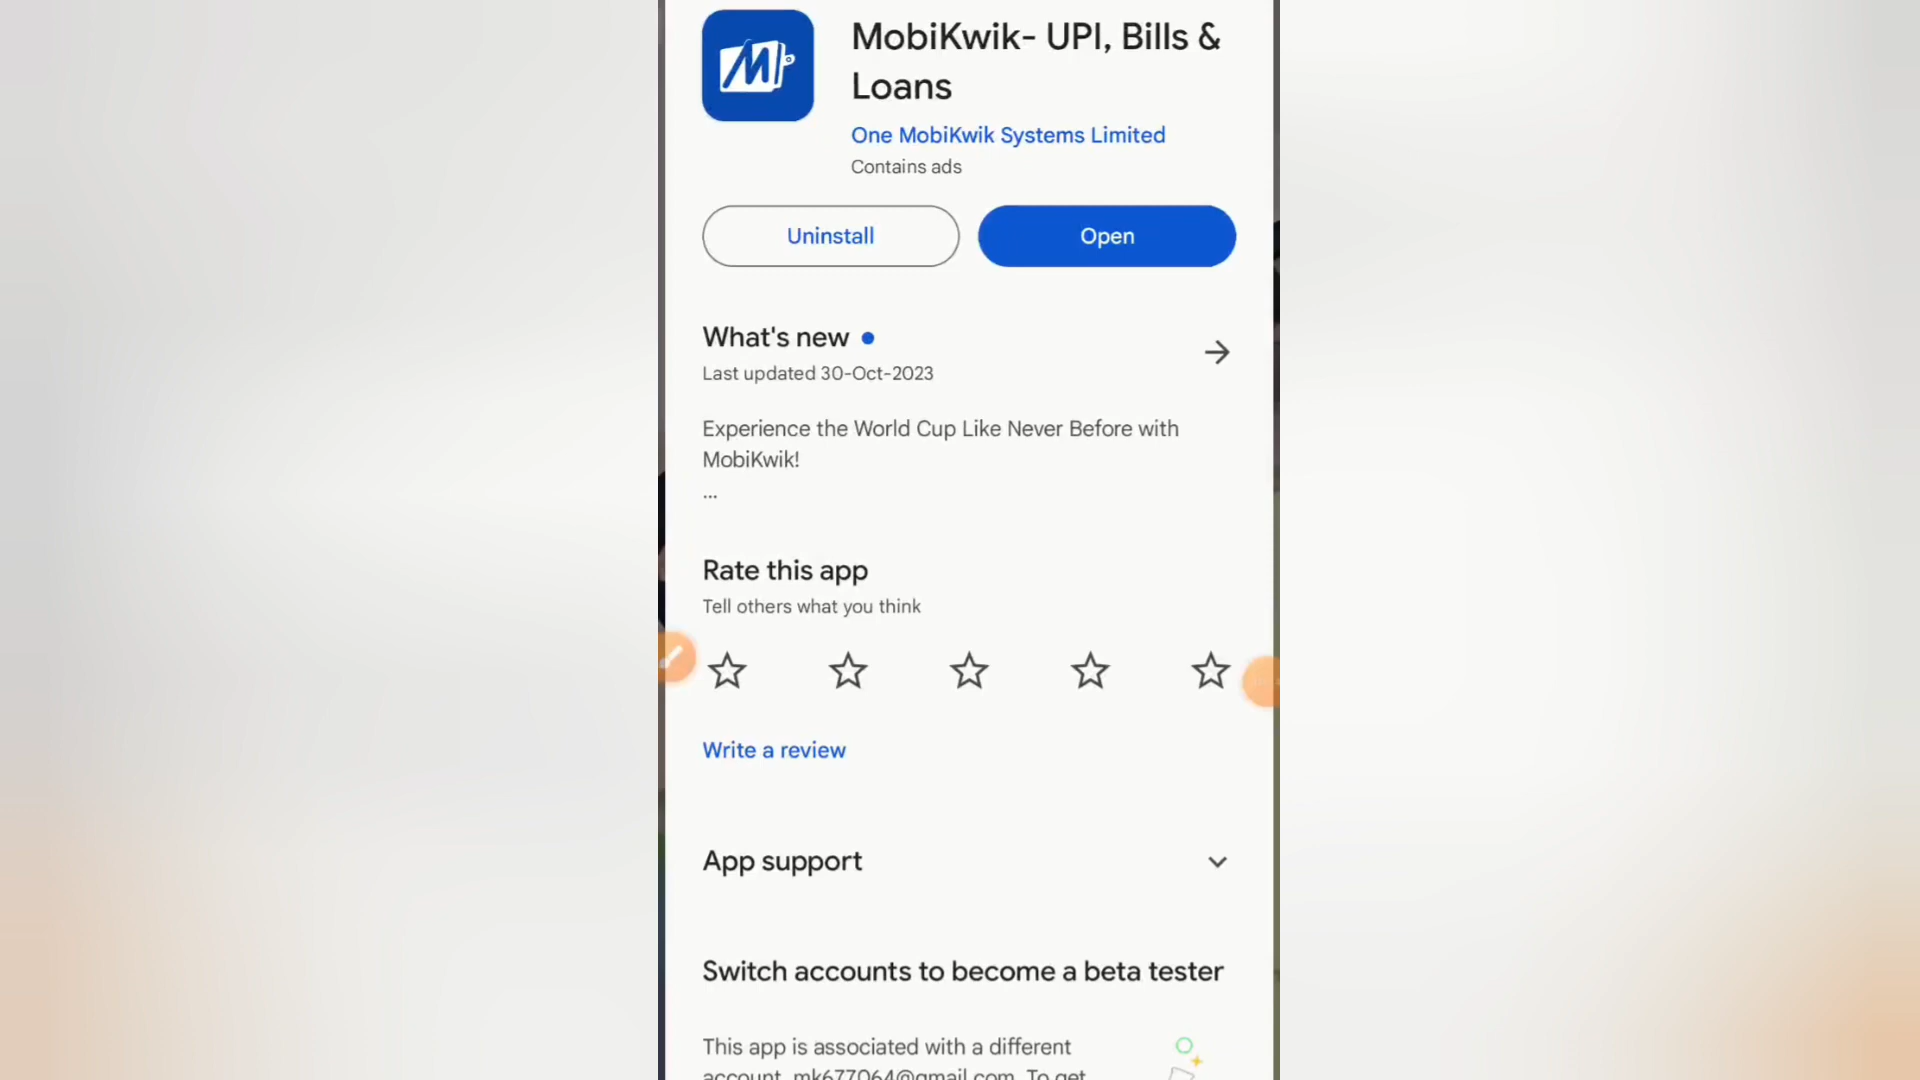 MobiKwik- UPI, Bills &
Loans
One MobiKwik Systems Limited
Contains ads
Uninstall
Open
What's new
Last updated 30-Oct-2023
Experience the World Cup Like Never Before with
MobiKwik!
...
Rate this app
Tell others what you think
Write a review
App support
Switch accounts to become a beta tester
This app is associated with a different
account, mk677064@gmail.com. To get